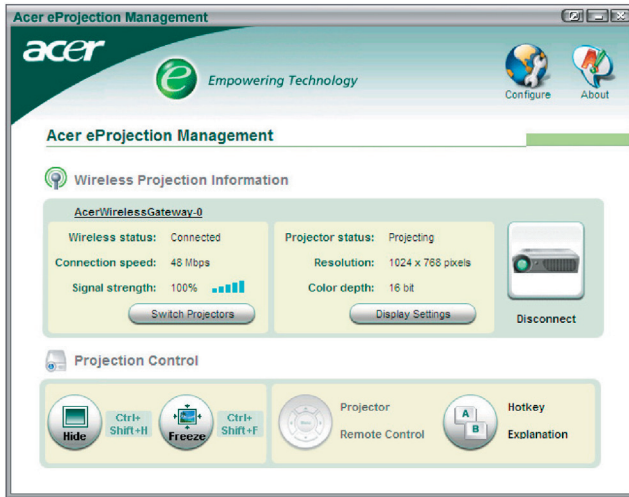 Acer eProjection Management
acer
e Empowering Technology
Configure
About
Acer eProjection Management
Wireless Projection Information
AcerWirelessGateway-0
Wireless status: Connected
Connection speed: 48 Mbps
Signal strength: 100%
Switch Projectors
Projector status: Projecting
Resolution: 1024 x 768 pixels
Color depth: 16 bit
Display Settings
Disconnect
Projection Control
Hide
Ctrl+
Shift+H
Freeze
Ctrl+
Shift+F
Menu
Projector
Remote Control
A
B
Hotkey
Explanation